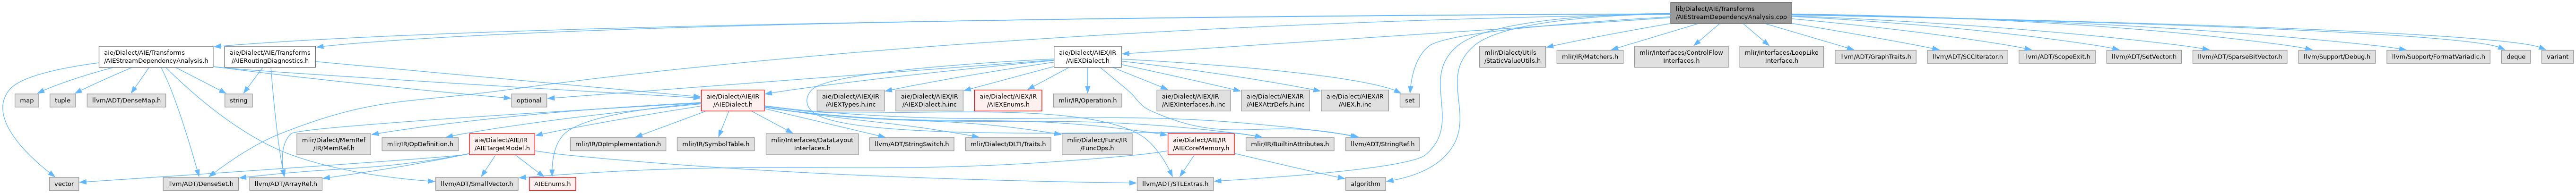 lib/Dialect/AIE/Transforms
/AIEStreamDependencyAnalysis.cpp
aie/Dialect/AIE/Transforms
/AIEStreamDependencyAnalysis.h
aie/Dialect/AIE/Transforms
/AIERoutingDiagnostics.h
aie/Dialect/AIEX/IR
/AIEXDialect.h
mlir/Dialect/Utils
/StaticValueUtils.h
mlir/IR/Matchers.h
mlir/Interfaces/ControlFlow
Interfaces.h
mlir/Interfaces/LoopLike
Interface.h
llvm/ADT/GraphTraits.h
llvm/ADT/SCCIterator.h
llvm/ADT/ScopeExit.h
llvm/ADT/SetVector.h
llvm/ADT/SparseBitVector.h
llvm/Support/Debug.h
llvm/Support/FormatVariadic.h
deque
variant
map
tuple
llvm/ADT/DenseMap.h
string
optional
aie/Dialect/AIE/IR
/AIEDialect.h
aie/Dialect/AIEX/IR
/AIEXTypes.h.inc
aie/Dialect/AIEX/IR
/AIEXDialect.h.inc
aie/Dialect/AIEX/IR
/AIEXEnums.h
mlir/IR/Operation.h
aie/Dialect/AIEX/IR
/AIEXInterfaces.h.inc
aie/Dialect/AIEX/IR
/AIEXAttrDefs.h.inc
aie/Dialect/AIEX/IR
/AIEX.h.inc
set
mlir/Dialect/MemRef
/IR/MemRef.h
mlir/IR/OpDefinition.h
aie/Dialect/AIE/IR
/AIETargetModel.h
mlir/IR/OpImplementation.h
mlir/IR/SymbolTable.h
mlir/Interfaces/DataLayout
Interfaces.h
llvm/ADT/StringSwitch.h
mlir/Dialect/DLTI/Traits.h
mlir/Dialect/Func/IR
/FuncOps.h
aie/Dialect/AIE/IR
/AIECoreMemory.h
mlir/IR/BuiltinAttributes.h
llvm/ADT/StringRef.h
vector
llvm/ADT/DenseSet.h
llvm/ADT/ArrayRef.h
llvm/ADT/SmallVector.h
AIEEnums.h
llvm/ADT/STLExtras.h
algorithm